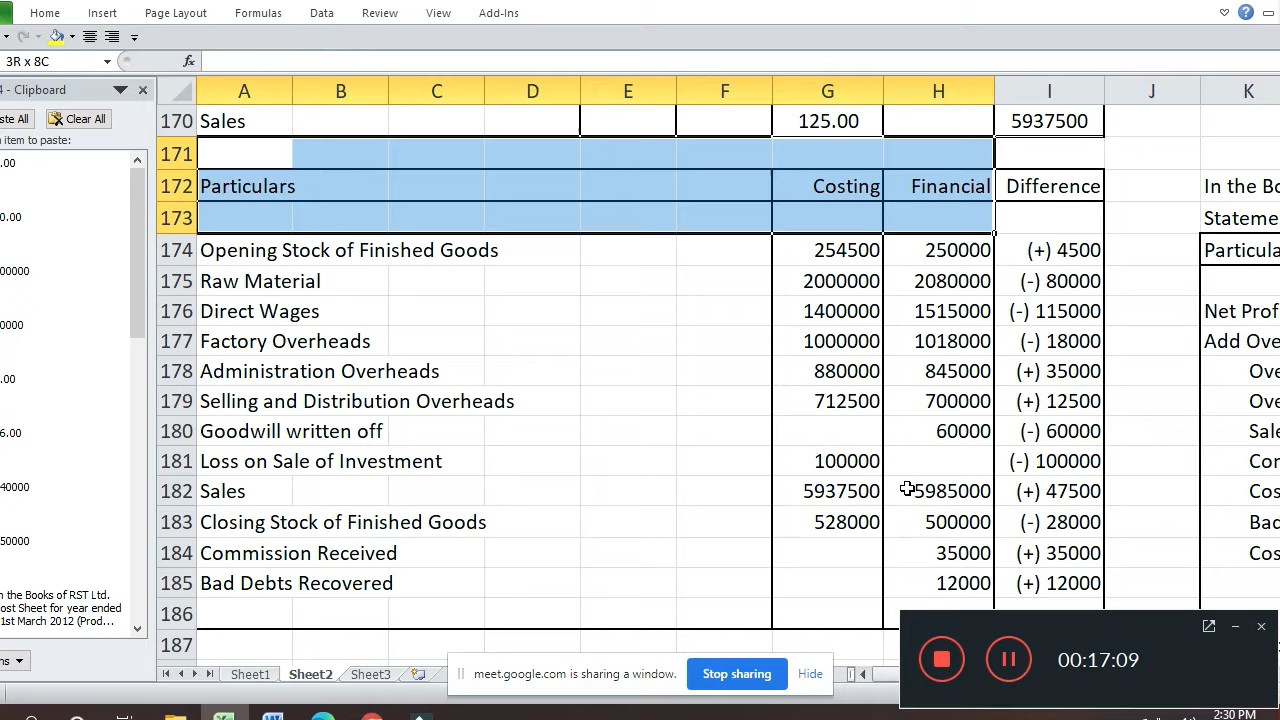 Home Insert Page Layout Formulas Data Review View Add-Ins
3R x 8C fx
4 - Clipboard A B C D E F G H I J K
ste All Clear All
item to paste:
170 Sales 125.00 5937500
171
172 Particulars Costing Financial Difference In the Bo
173 Stateme
174 Opening Stock of Finished Goods 254500 250000 (+) 4500 Particula
175 Raw Material 2000000 2080000 (-) 80000
176 Direct Wages 1400000 1515000 (-) 115000 Net Prof
177 Factory Overheads 1000000 1018000 (-) 18000 Add Ove
178 Administration Overheads 880000 845000 (+) 35000 Ove
179 Selling and Distribution Overheads 712500 700000 (+) 12500 Ove
180 Goodwill written off 60000 (-) 60000 Sale
181 Loss on Sale of Investment 100000 (-) 100000 Con
182 Sales 5937500 5985000 (+) 47500 Cos
183 Closing Stock of Finished Goods 528000 500000 (-) 28000 Bad
184 Commission Received 35000 (+) 35000 Cos
185 Bad Debts Recovered 12000 (+) 12000
186
187
.00
0.00
00000
0000
.00
6.00
40000
50000
n the Books of RST Ltd.
ost Sheet for year ended
1st March 2012 (Prod...
ns
Sheet1 Sheet2 Sheet3
meet.google.com is sharing a window. Stop sharing Hide
00:17:09
2:30 PM